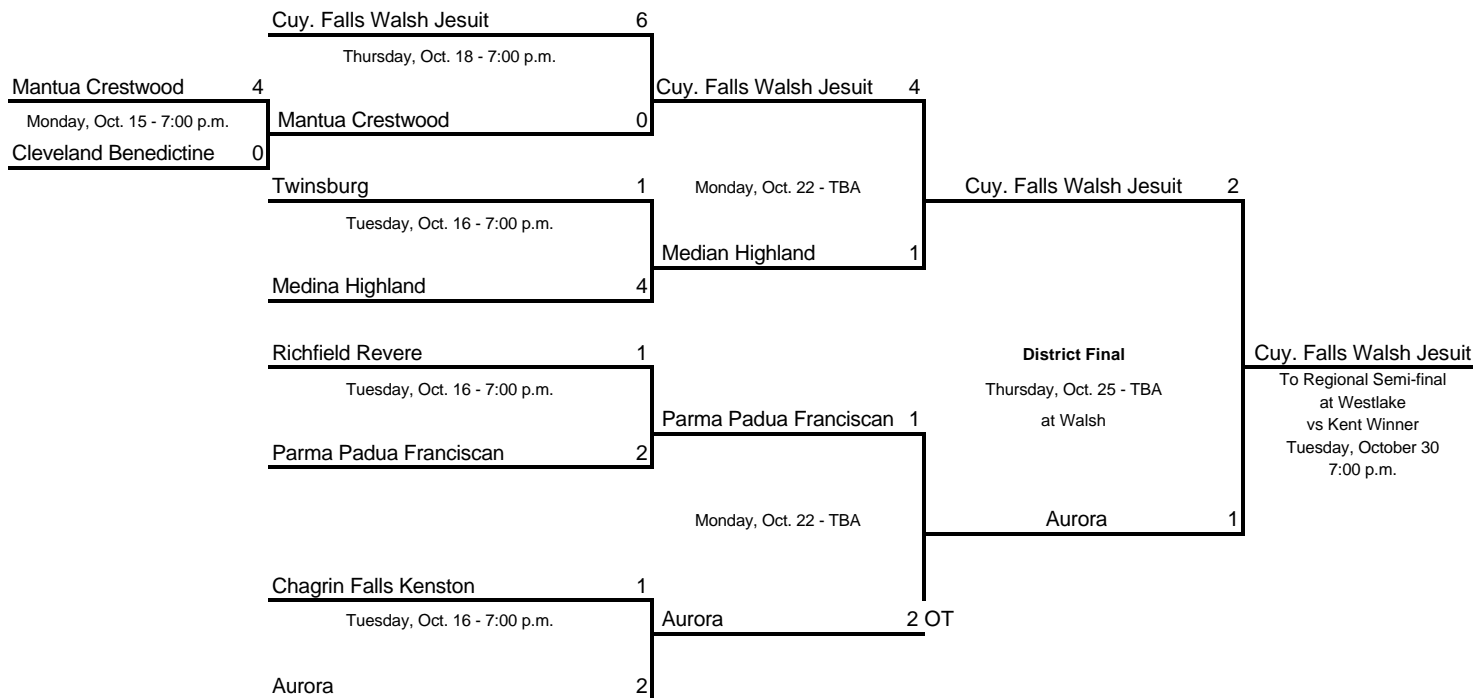 Cuy. Falls Walsh Jesuit 6
Thursday, Oct. 18 - 7:00 p.m.
Mantua Crestwood 4
Cuy. Falls Walsh Jesuit 4
Monday, Oct. 15 - 7:00 p.m.
Mantua Crestwood 0
Cleveland Benedictine 0
Twinsburg 1
Monday, Oct. 22 - TBA
Cuy. Falls Walsh Jesuit 2
Tuesday, Oct. 16 - 7:00 p.m.
Median Highland 1
Medina Highland 4
Richfield Revere 1
District Final
Cuy. Falls Walsh Jesuit
Tuesday, Oct. 16 - 7:00 p.m.
Thursday, Oct. 25 - TBA
To Regional Semi-final
at Westlake
Parma Padua Franciscan 1
at Walsh
vs Kent Winner
Parma Padua Franciscan 2
Tuesday, October 30
7:00 p.m.
Monday, Oct. 22 - TBA
Aurora 1
Chagrin Falls Kenston 1
Tuesday, Oct. 16 - 7:00 p.m.
Aurora 2 OT
Aurora 2